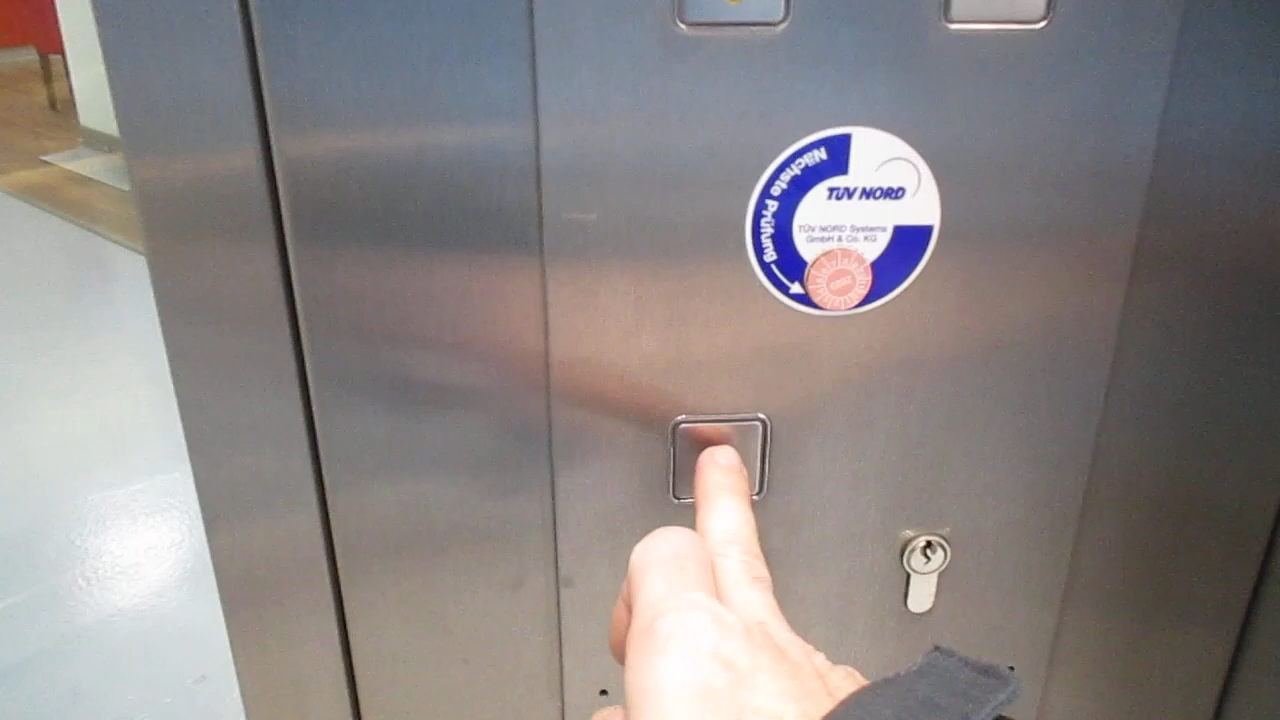 Nächste Prüfung
TÜV NORD
TÜV NORD Systems
GmbH & Co. KG